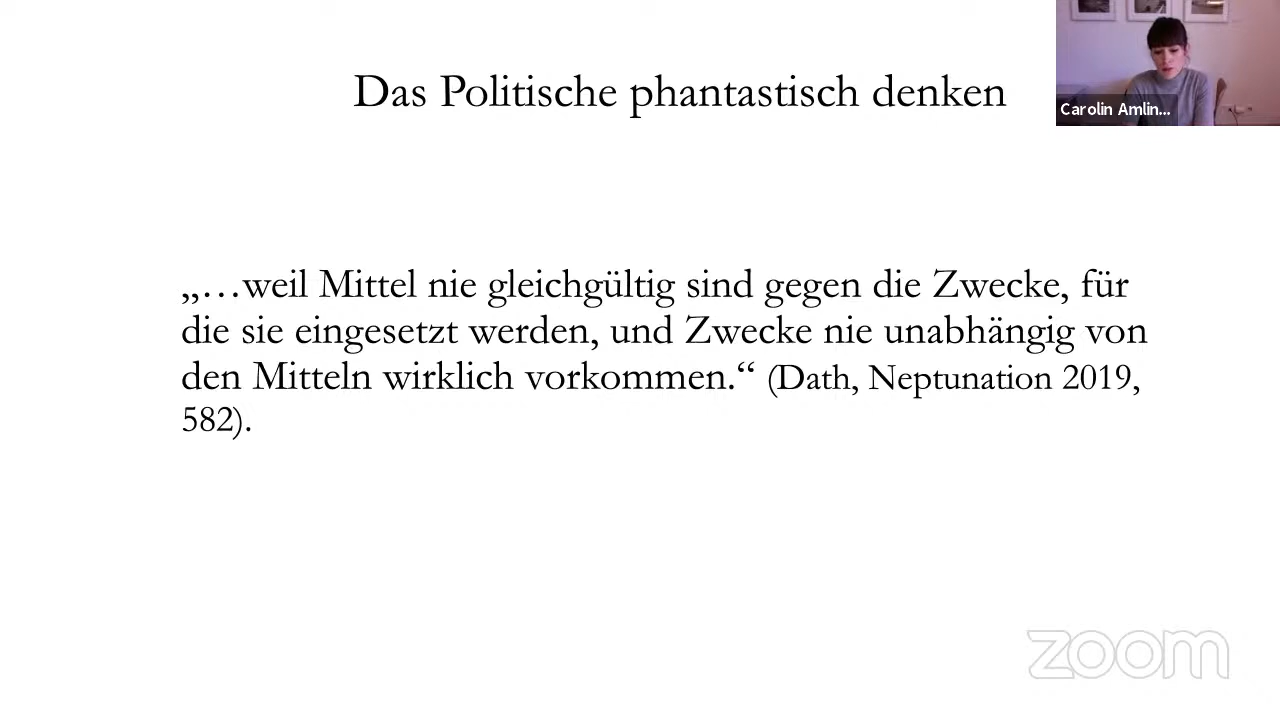 Das Politische phantastisch denken
Carolin Amlin...
„…weil Mittel nie gleichgültig sind gegen die Zwecke, für
die sie eingesetzt werden, und Zwecke nie unabhängig von
den Mitteln wirklich vorkommen.“ (Dath, Neptunation 2019,
582).
zoom